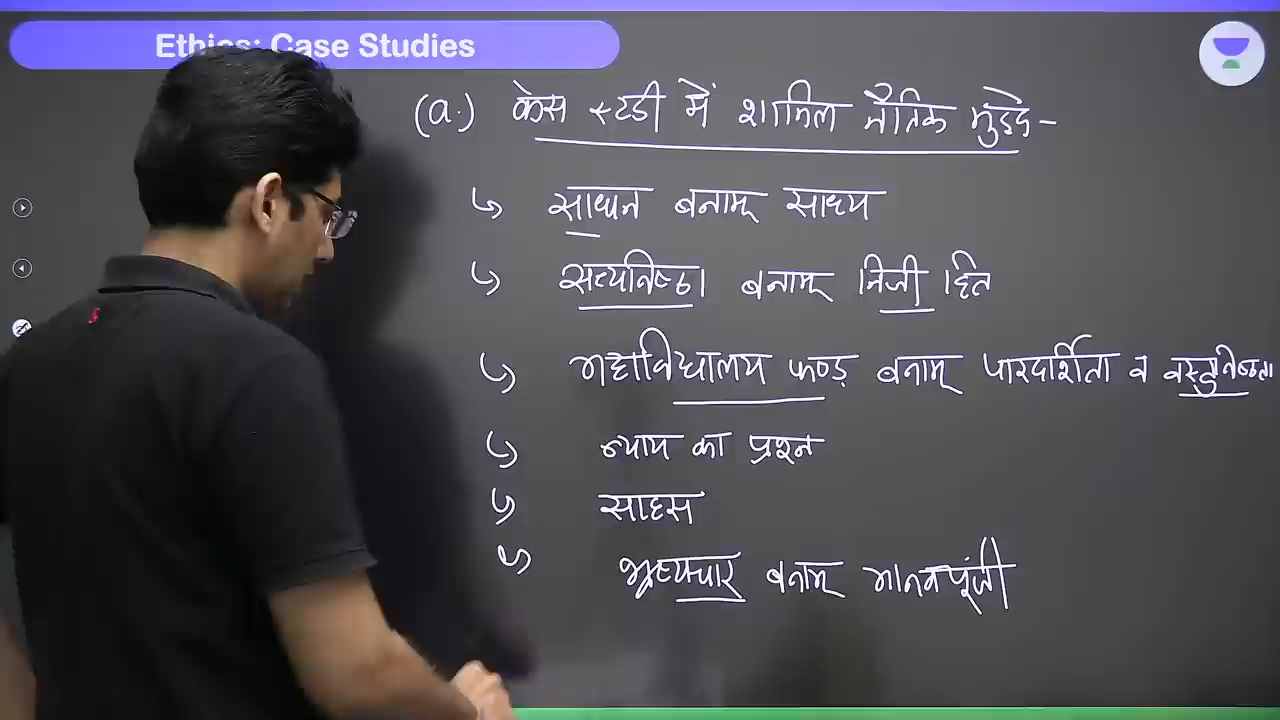 Ethics: Case Studies
(a.) केस स्टडी में शामिल नैतिक मुद्दे -
साधन बनाम साध्य
सत्यनिष्ठा बनाम निजी हित
महाविद्यालय फण्ड बनाम पारदर्शिता व वस्तुनिष्ठता
न्याय का प्रश्न
साहस
भ्रष्टाचार बनाम मानवपूंजी